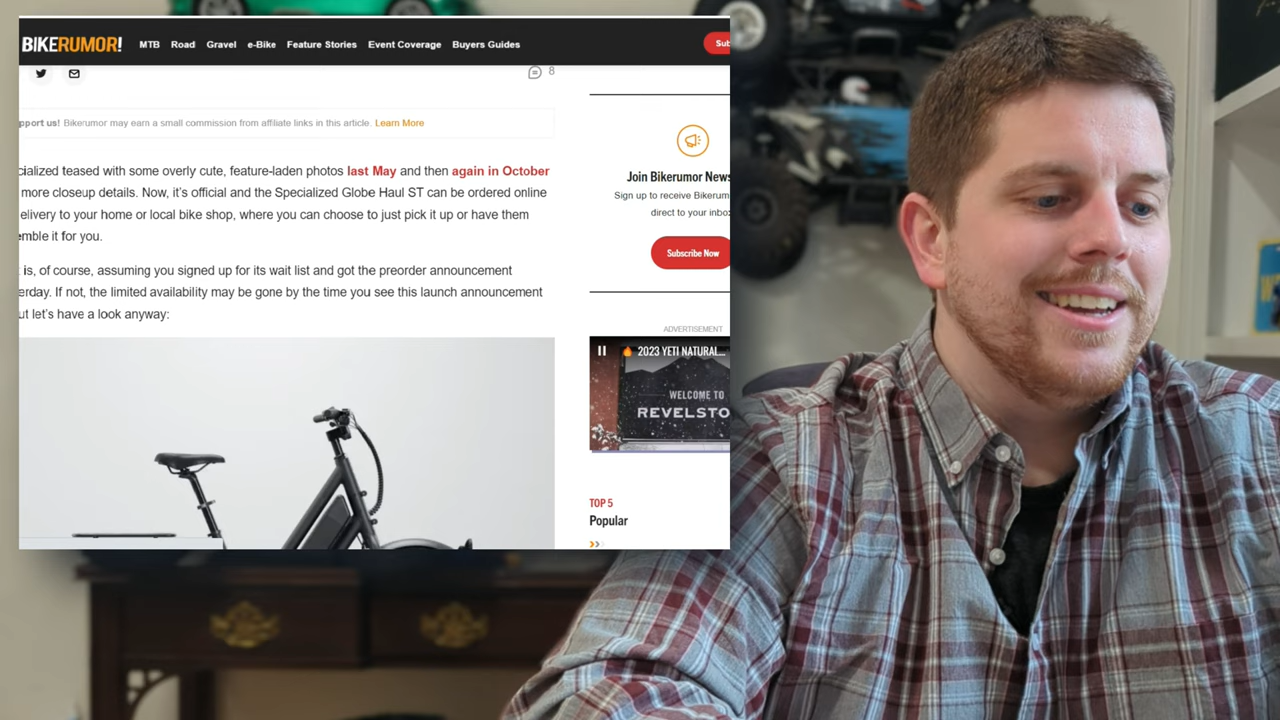 BIKERUMOR!
MTB Road Gravel e-Bike Feature Stories Event Coverage Buyers Guides
Sub
8
pport us! Bikerumor may earn a small commission from affiliate links in this article. Learn More
cialized teased with some overly cute, feature-laden photos last May and then again in October
more closeup details. Now, it's official and the Specialized Globe Haul ST can be ordered online
elivery to your home or local bike shop, where you can choose to just pick it up or have them
emble it for you.
is, of course, assuming you signed up for its wait list and got the preorder announcement
erday. If not, the limited availability may be gone by the time you see this launch announcement
ut let's have a look anyway:
Join Bikerumor News
Sign up to receive Bikerum
direct to your inbo
Subscribe Now
ADVERTISEMENT
2023 YETI NATURAL...
WELCOME TO
REVELSTO
TOP 5
Popular